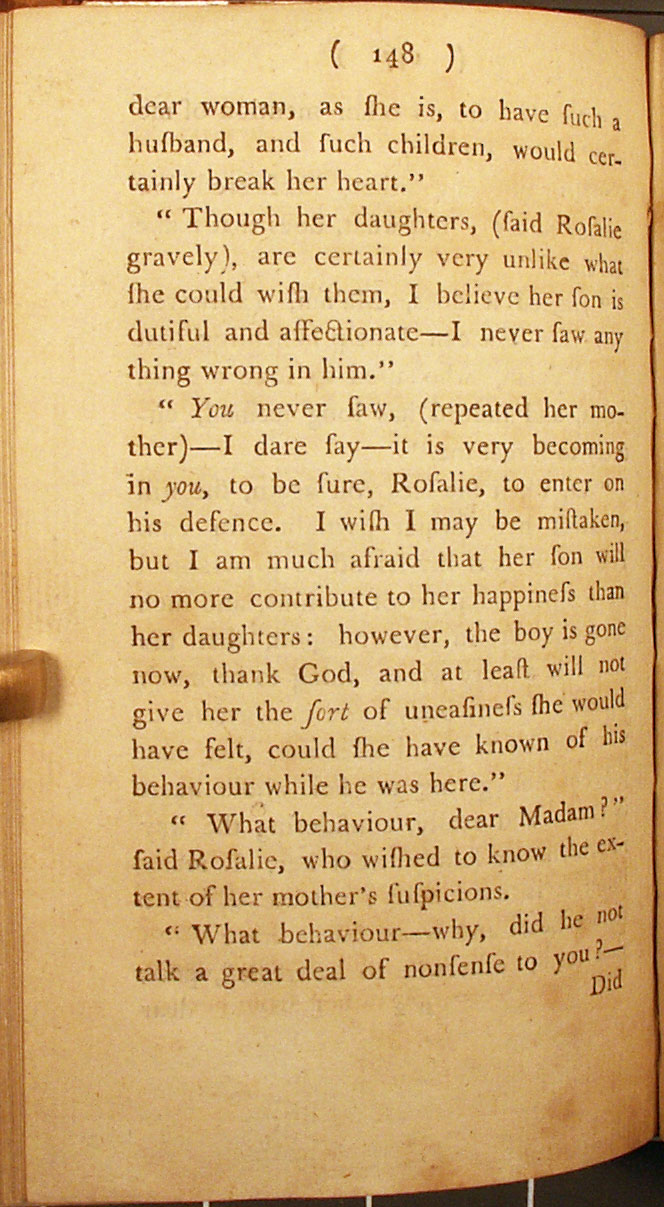 ( 148 )
dear woman, as ſhe is, to have ſuch a
huſband, and ſuch children, would cer-
tainly break her heart."
" Though her daughters, (ſaid Roſalie
gravely), are certainly very unlike what
ſhe could wiſh them, I believe her ſon is
dutiful and affectionate—I never ſaw any
thing wrong in him."
" You never ſaw, (repeated her mo-
ther)—I dare ſay—it is very becoming
in you, to be ſure, Roſalie, to enter on
his defence. I wiſh I may be miſtaken,
but I am much afraid that her ſon will
no more contribute to her happineſs than
her daughters: however, the boy is gone
now, thank God, and at leaſt will not
give her the ſort of uneaſineſs ſhe would
have felt, could ſhe have known of his
behaviour while he was here."
" What behaviour, dear Madam?"
ſaid Roſalie, who wiſhed to know the ex-
tent of her mother's ſuſpicions.
" What behaviour—why, did he not
talk a great deal of nonſenſe to you?—
Did